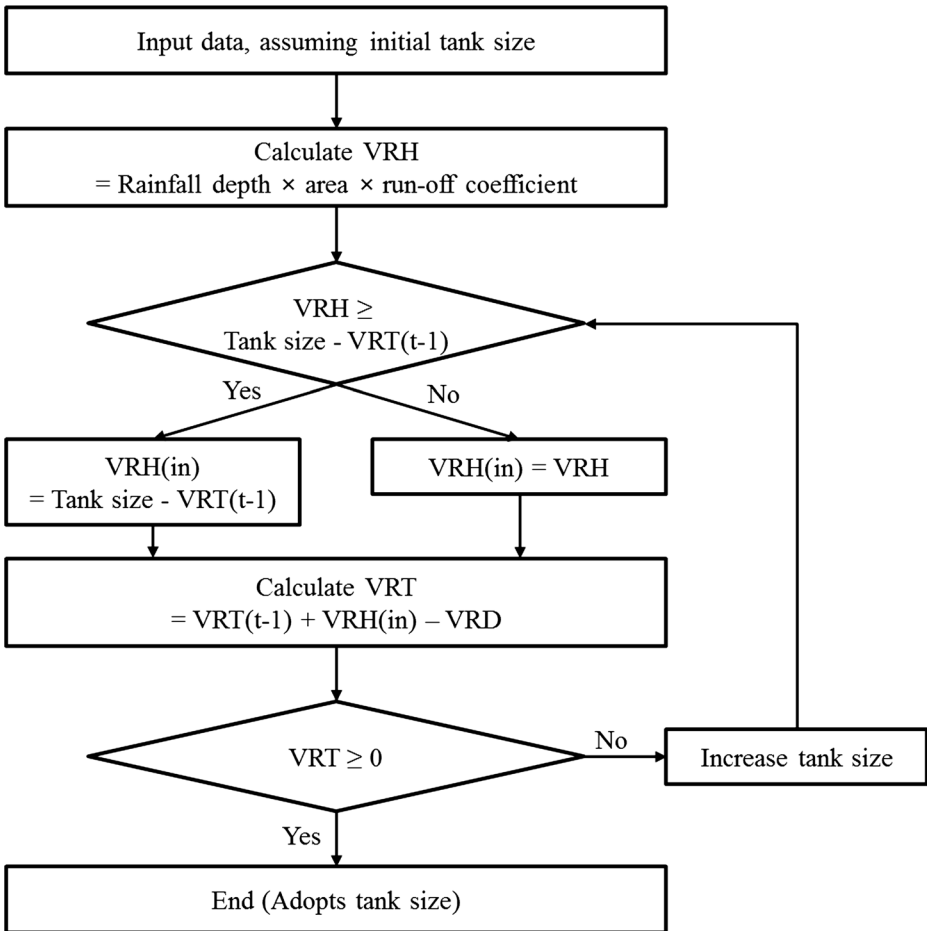 Input data, assuming initial tank size
Calculate VRH
= Rainfall depth × area × run-off coefficient
VRH ≥
Tank size - VRT(t-1)
Yes
No
VRH(in)
= Tank size - VRT(t-1)
VRH(in) = VRH
Calculate VRT
= VRT(t-1) + VRH(in) – VRD
VRT ≥ 0
No
Increase tank size
Yes
End (Adopts tank size)